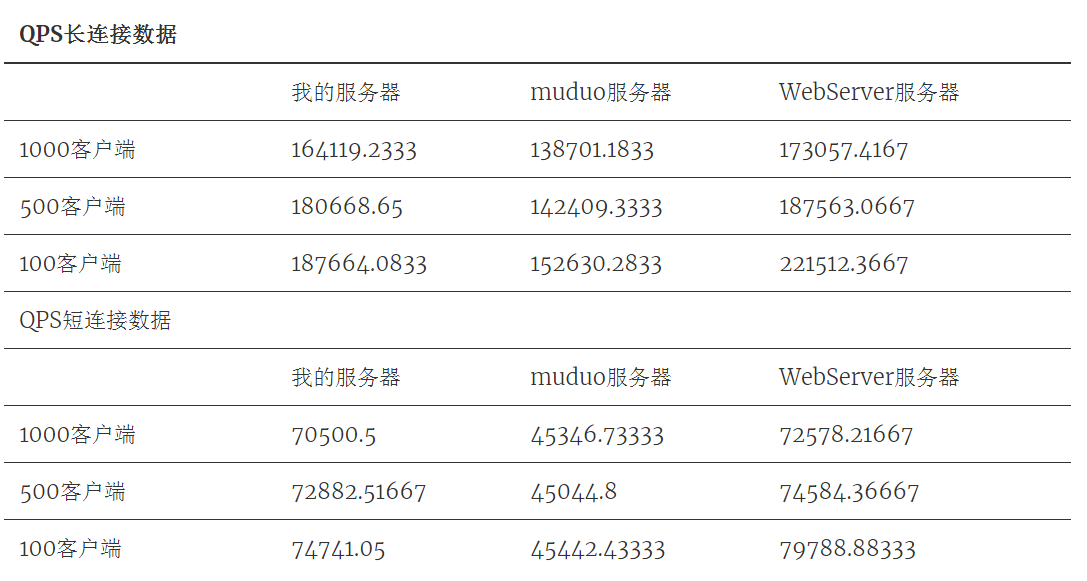 QPS长连接数据
我的服务器 muduo服务器 WebServer服务器
1000客户端 164119.2333 138701.1833 173057.4167
500客户端 180668.65 142409.3333 187563.0667
100客户端 187664.0833 152630.2833 221512.3667
QPS短连接数据
我的服务器 muduo服务器 WebServer服务器
1000客户端 70500.5 45346.73333 72578.21667
500客户端 72882.51667 45044.8 74584.36667
100客户端 74741.05 45442.43333 79788.88333